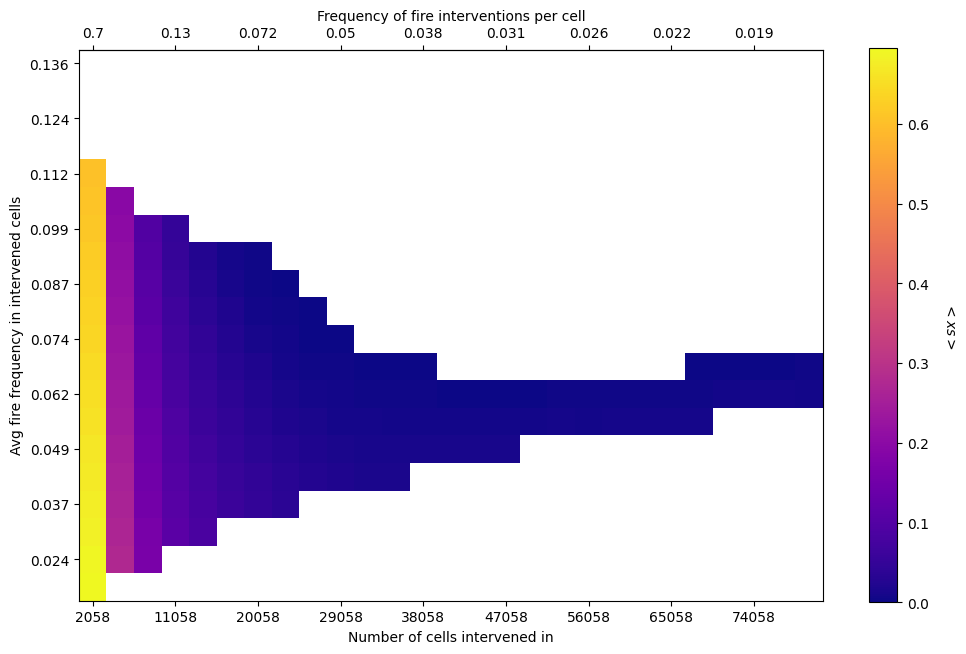 Frequency of fire interventions per cell
0.7 0.13 0.072 0.05 0.038 0.031 0.026 0.022 0.019
0.136
0.124
0.112
0.099
0.087
0.074
0.062
0.049
0.037
0.024
Avg fire frequency in intervened cells
2058 11058 20058 29058 38058 47058 56058 65058 74058
Number of cells intervened in
0.6
0.5
0.4
0.3
0.2
0.1
0.0
< sx >